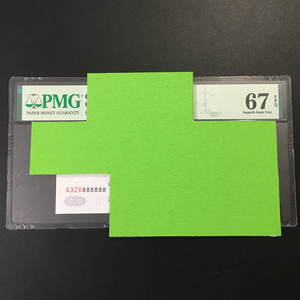 PMG
PAPER MONEY GUARANTY
67 EPQ
Superb Gem Unc
A3Z6888888